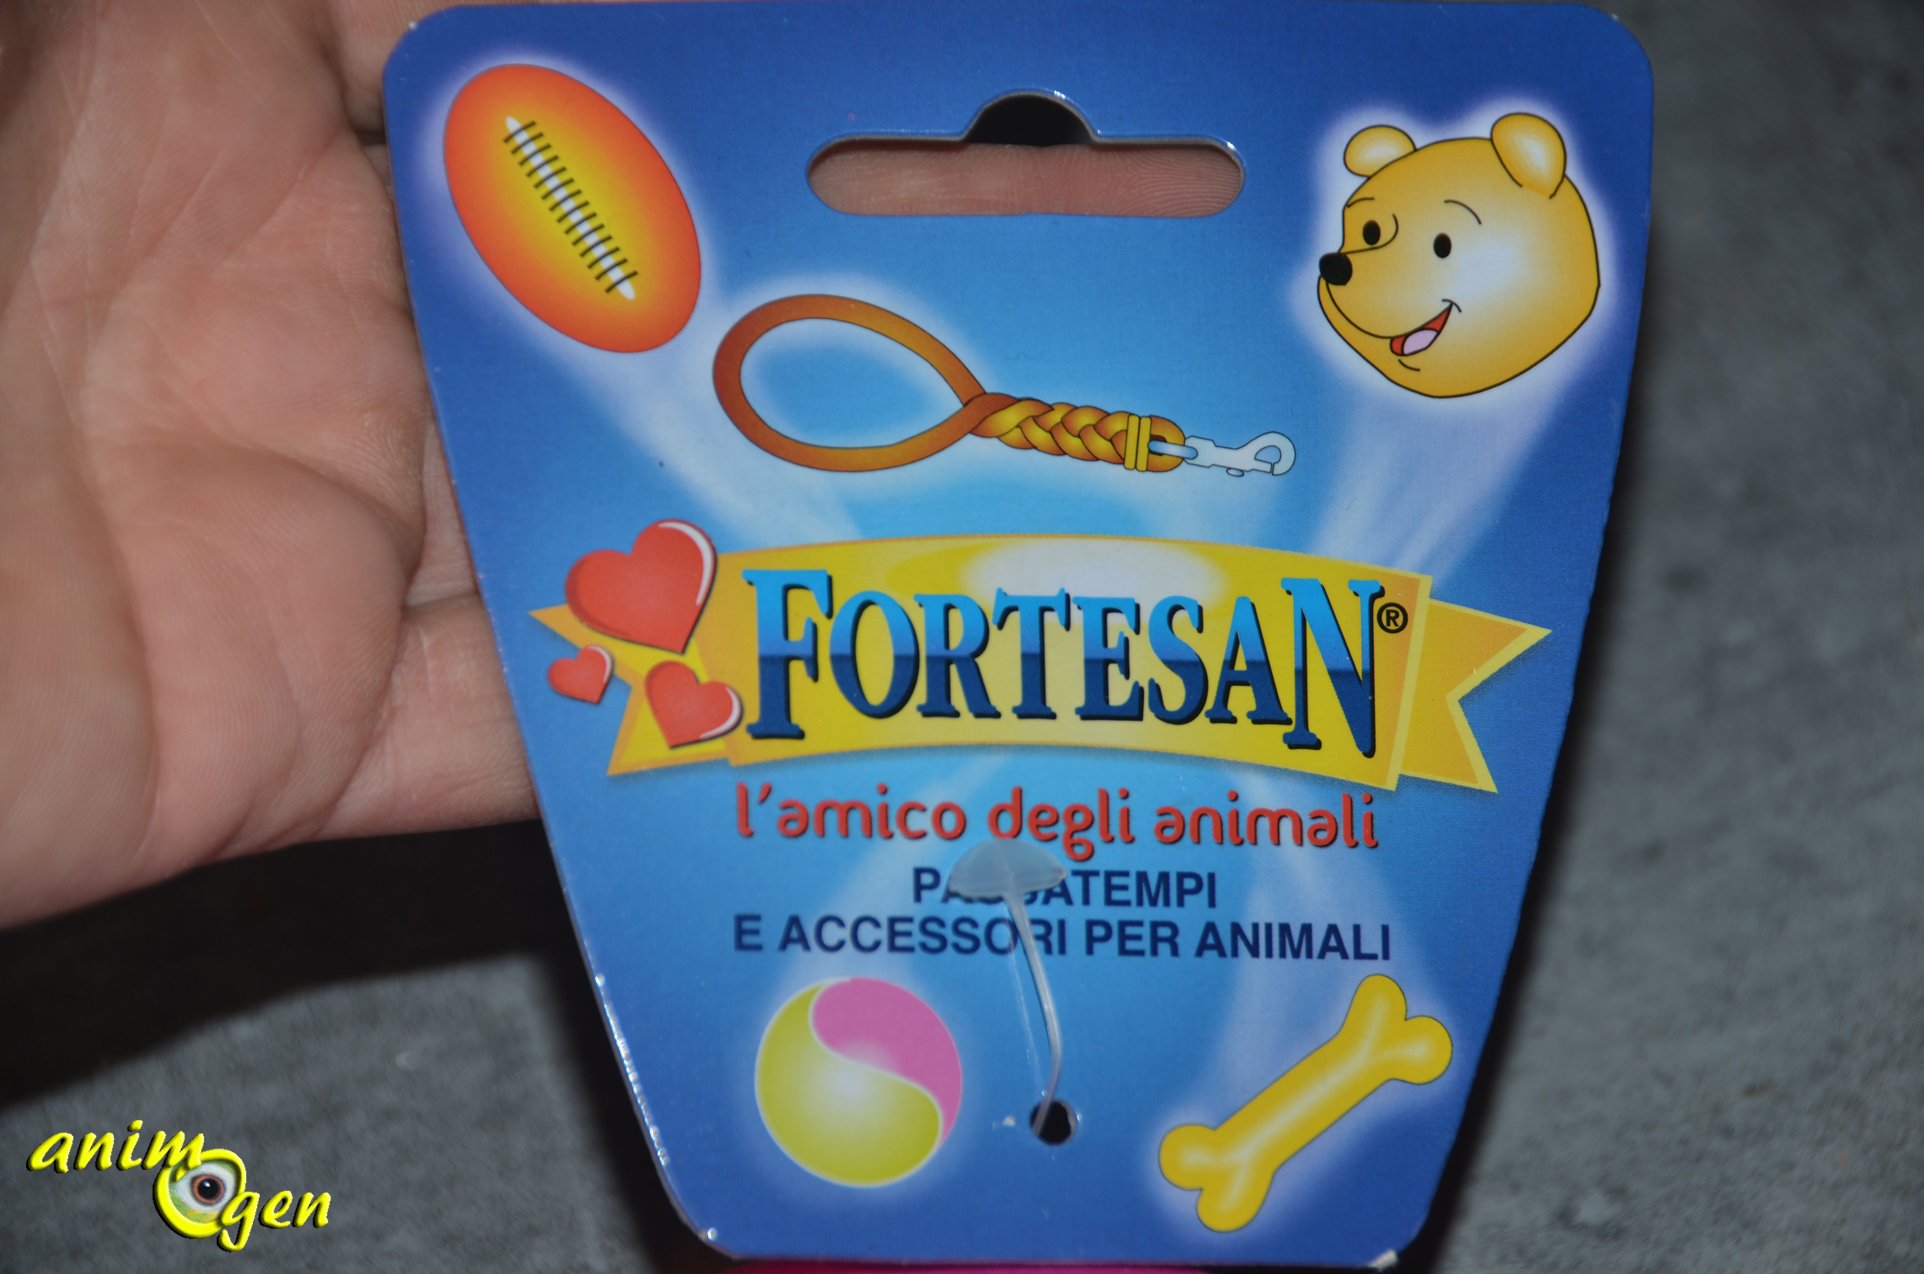 FORTESAN®
l'amico degli animali
PASSATEMPI
E ACCESSORI PER ANIMALI
animOgen